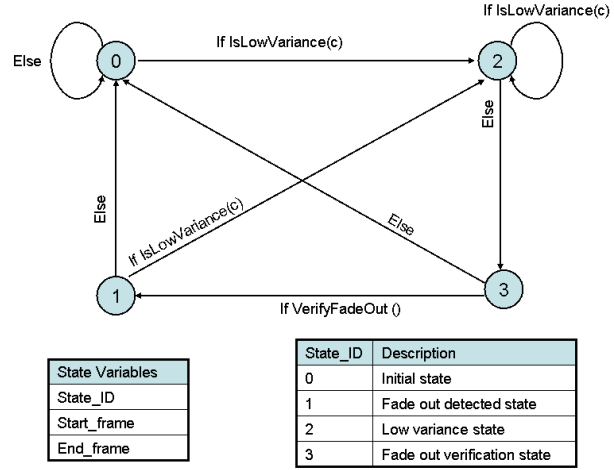 If IsLowVariance(c)
If IsLowVariance(c)
Else
0
2
Else
Else
If IsLowVariance(c)
Else
1
3
If VerifyFadeOut ()
State Variables
State_ID
Start_frame
End_frame
State_ID Description
0 Initial state
1 Fade out detected state
2 Low variance state
3 Fade out verification state